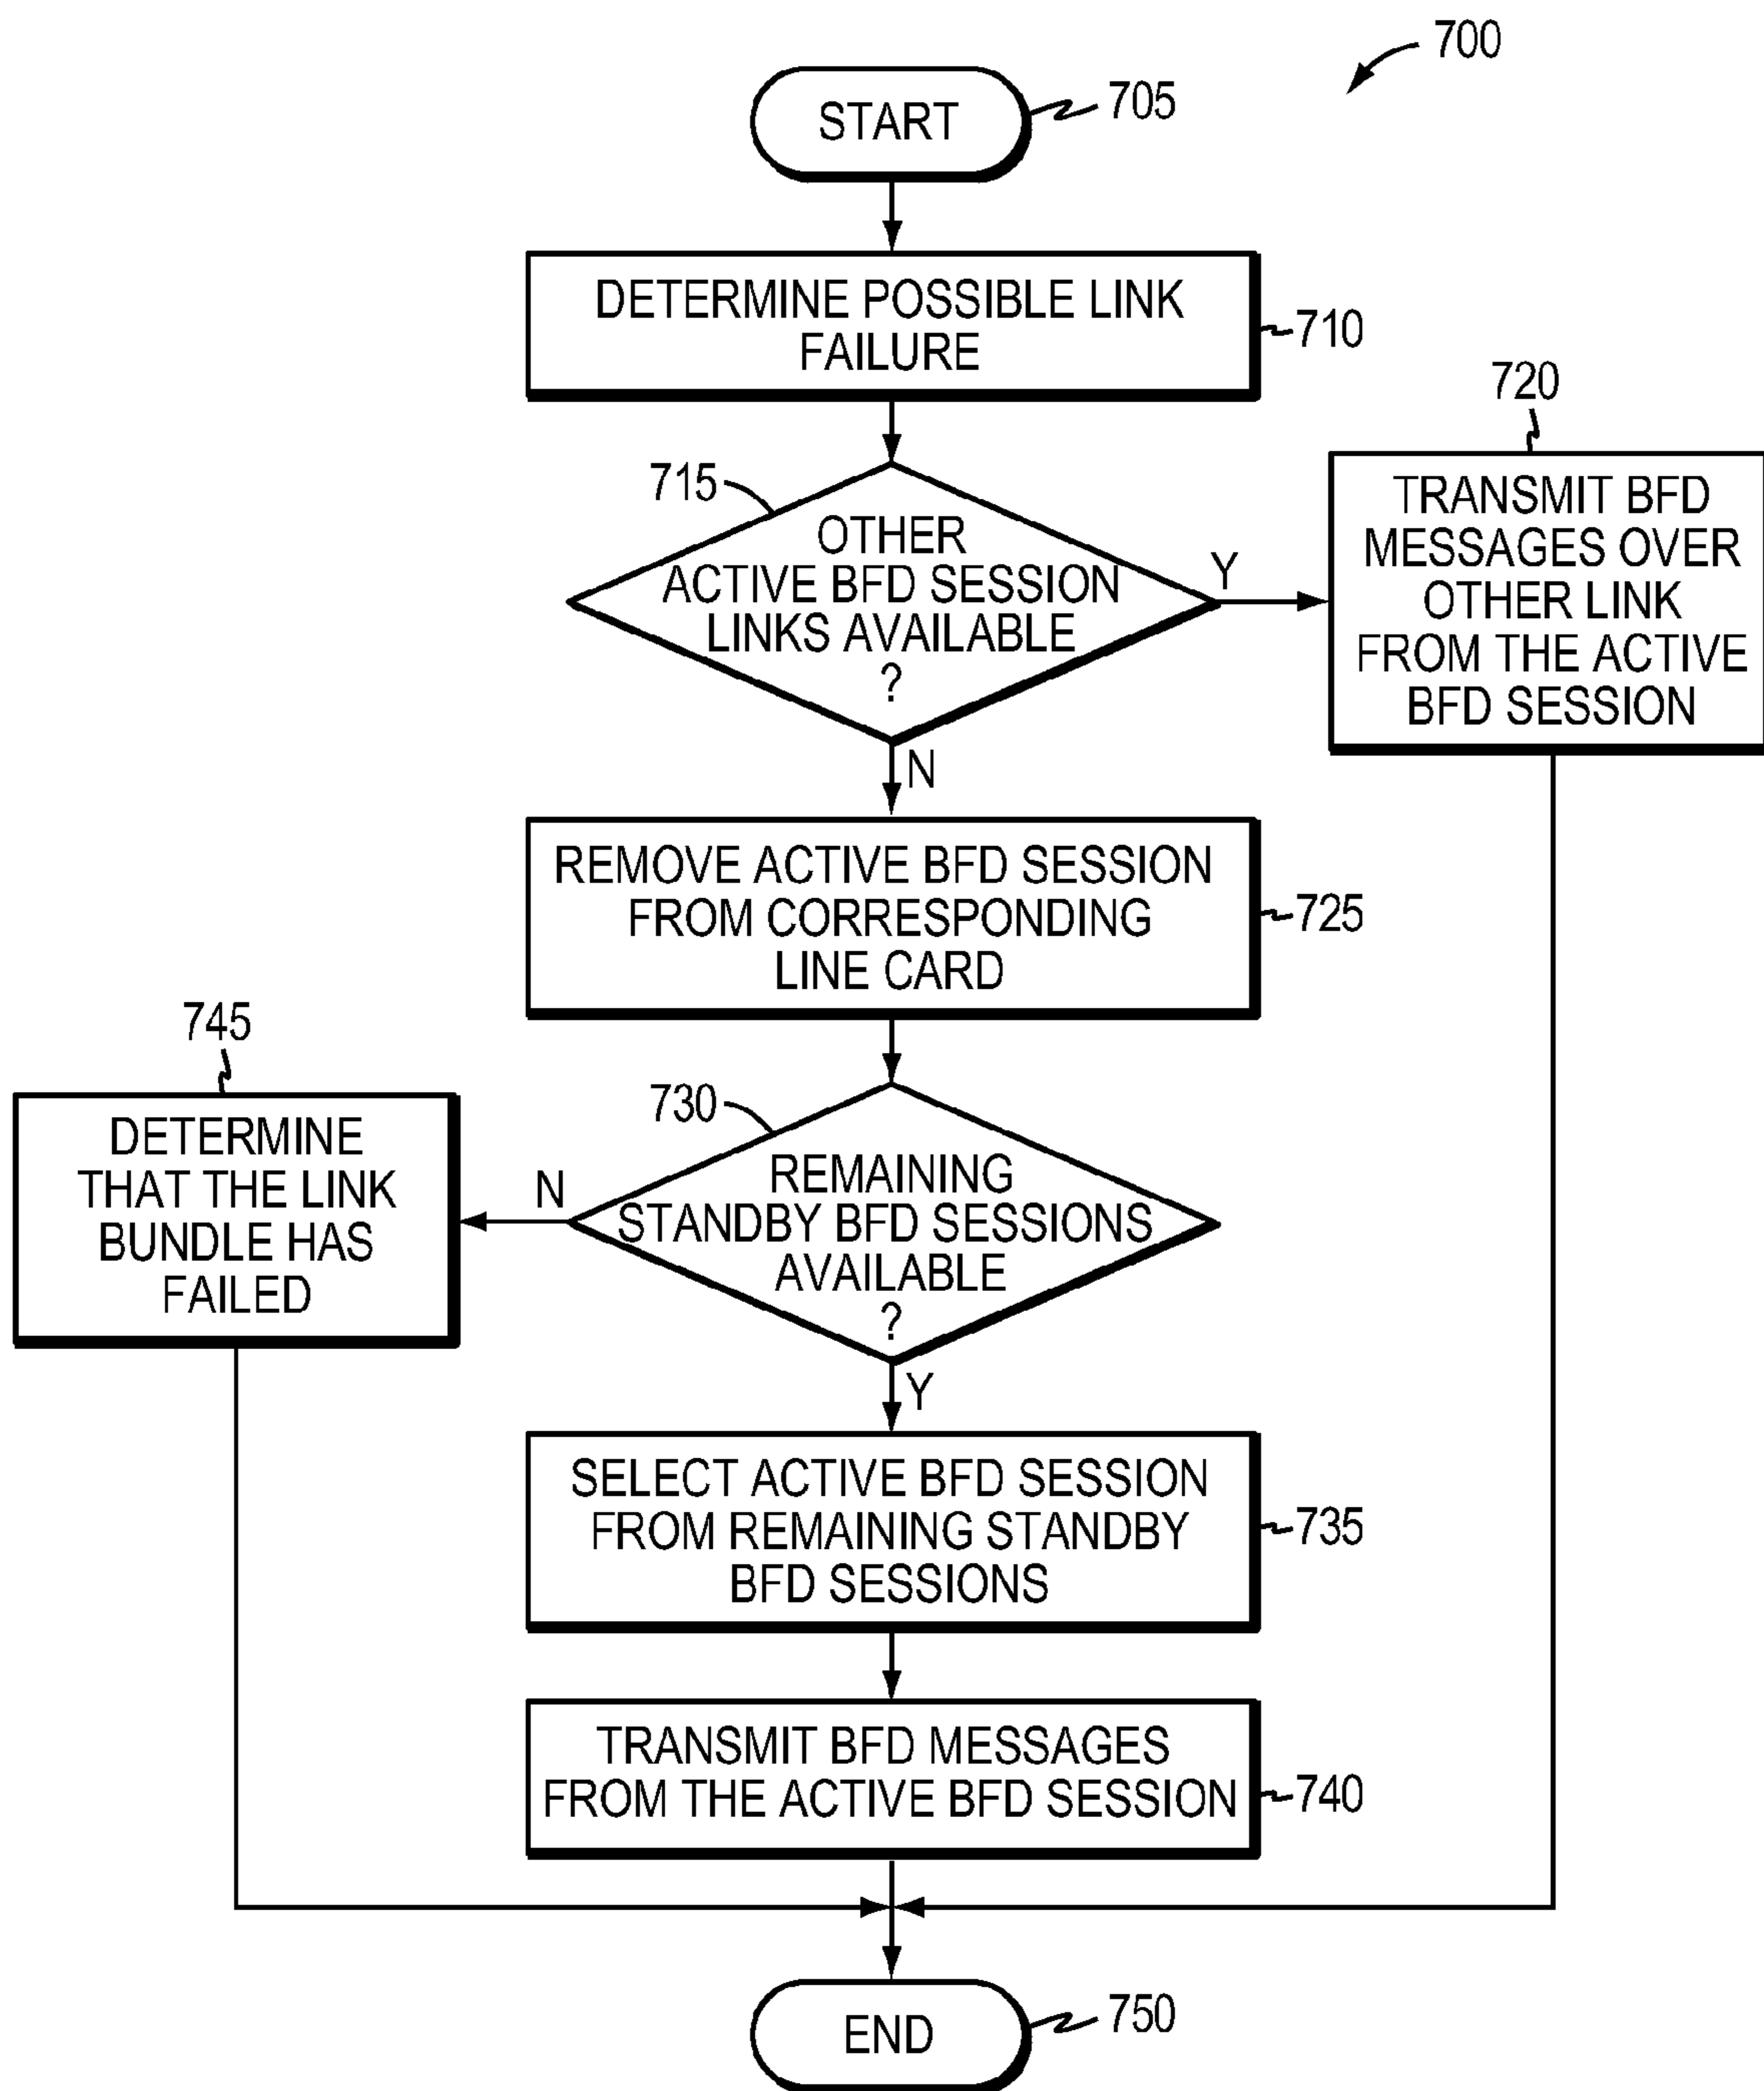 700
START
705
DETERMINE POSSIBLE LINK
FAILURE
710
715
OTHER
ACTIVE BFD SESSION
LINKS AVAILABLE
?
Y
N
720
TRANSMIT BFD
MESSAGES OVER
OTHER LINK
FROM THE ACTIVE
BFD SESSION
REMOVE ACTIVE BFD SESSION
FROM CORRESPONDING
LINE CARD
725
730
REMAINING
STANDBY BFD SESSIONS
AVAILABLE
?
N
Y
745
DETERMINE
THAT THE LINK
BUNDLE HAS
FAILED
SELECT ACTIVE BFD SESSION
FROM REMAINING STANDBY
BFD SESSIONS
735
TRANSMIT BFD MESSAGES
FROM THE ACTIVE BFD SESSION
740
END
750